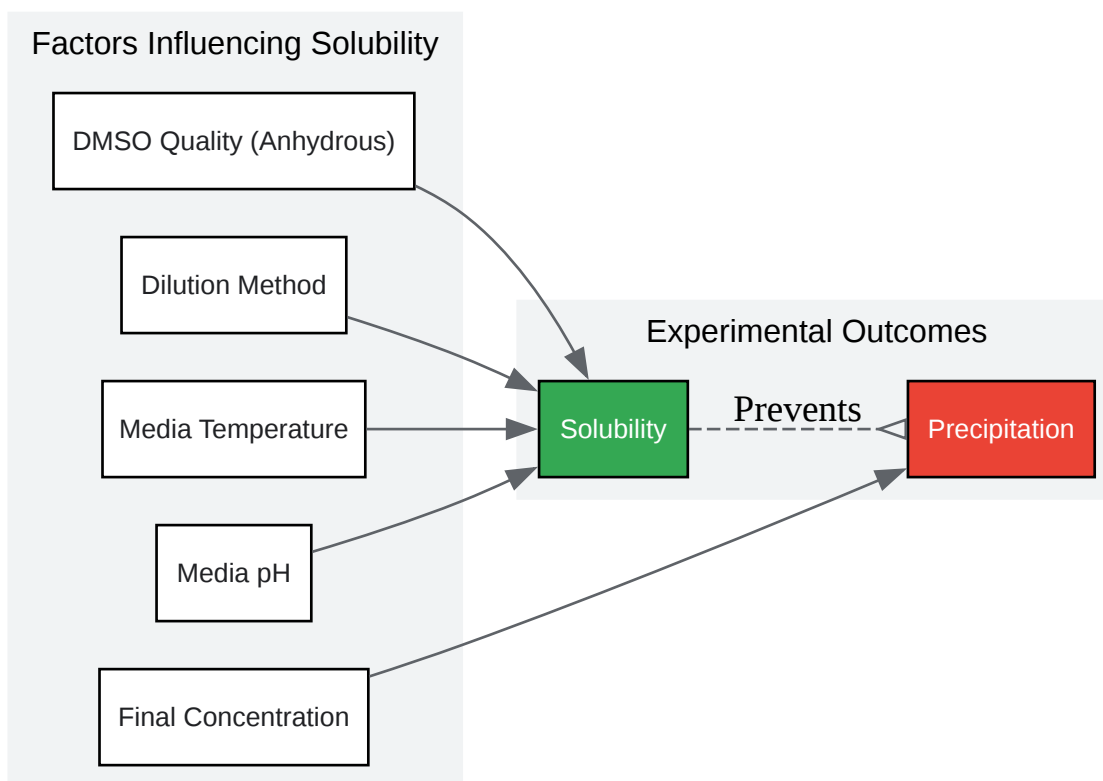 Factors Influencing Solubility
DMSO Quality (Anhydrous)
Dilution Method
Media Temperature
Media pH
Final Concentration
Experimental Outcomes
Solubility
Prevents
Precipitation